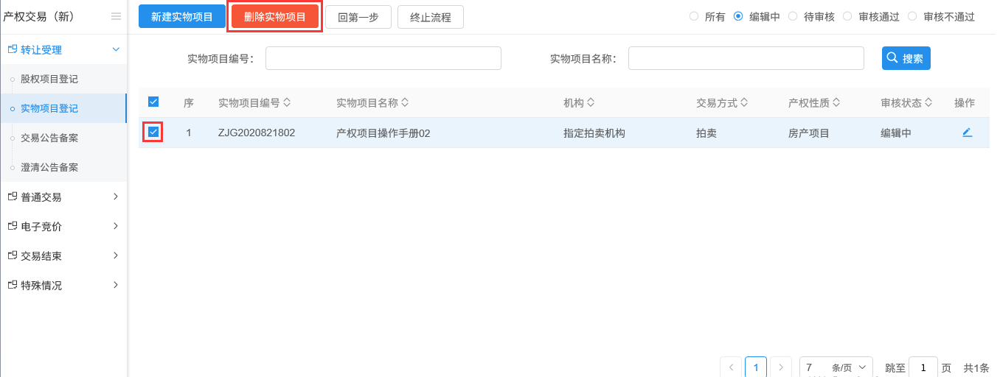 产权交易（新）
新建实物项目 删除实物项目 回第一步 终止流程 所有 编辑中 待审核 审核通过 审核不通过
转让受理
股权项目登记
实物项目登记
交易公告备案
澄清公告备案
普通交易
电子竞价
交易结束
特殊情况
实物项目编号： 实物项目名称： 搜索
序 实物项目编号 实物项目名称 机构 交易方式 产权性质 审核状态 操作
1 ZJG2020821802 产权项目操作手册02 指定拍卖机构 拍卖 房产项目 编辑中
1 7 条/页 跳至 1 页 共1条